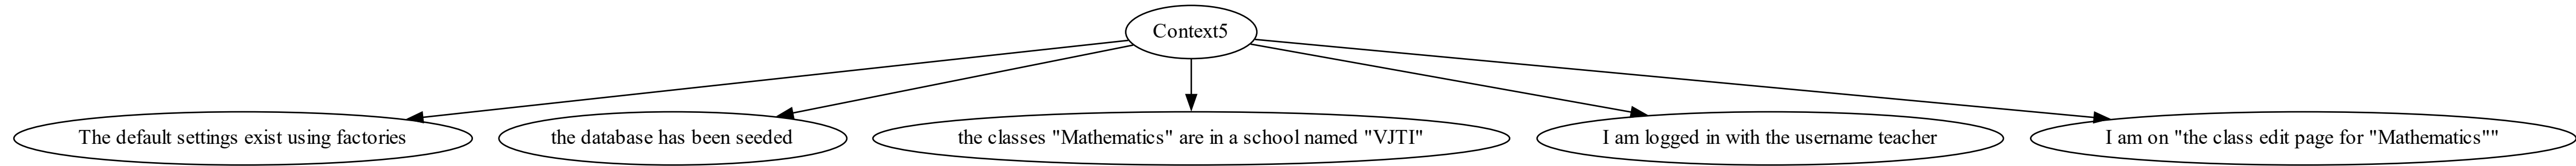 Context5
The default settings exist using factories
the database has been seeded
the classes "Mathematics" are in a school named "VJTI"
I am logged in with the username teacher
I am on "the class edit page for "Mathematics""